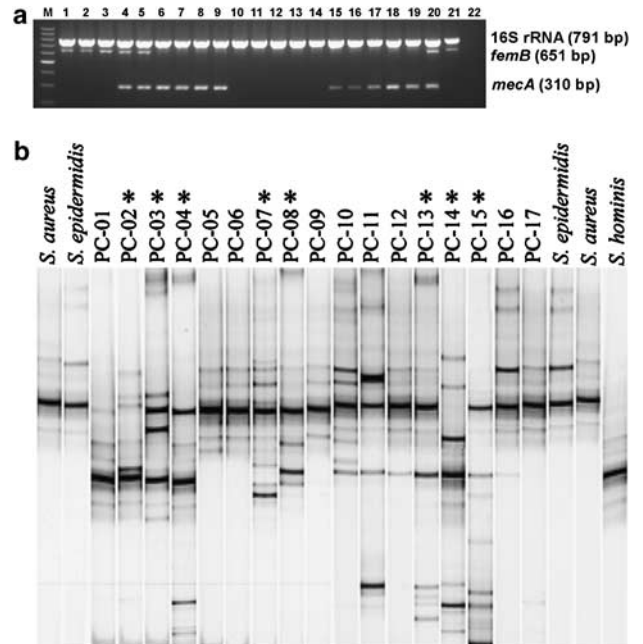 a
M 1 2 3 4 5 6 7 8 9 10 11 12 13 14 15 16 17 18 19 20 21 22
16S rRNA (791 bp)
femB (651 bp)
mecA (310 bp)
b
S. aureus
S. epidermidis
PC-01
PC-02 *
PC-03 *
PC-04 *
PC-05
PC-06
PC-07 *
PC-08 *
PC-09
PC-10
PC-11
PC-12
PC-13 *
PC-14 *
PC-15 *
PC-16
PC-17
S. epidermidis
S. aureus
S. hominis